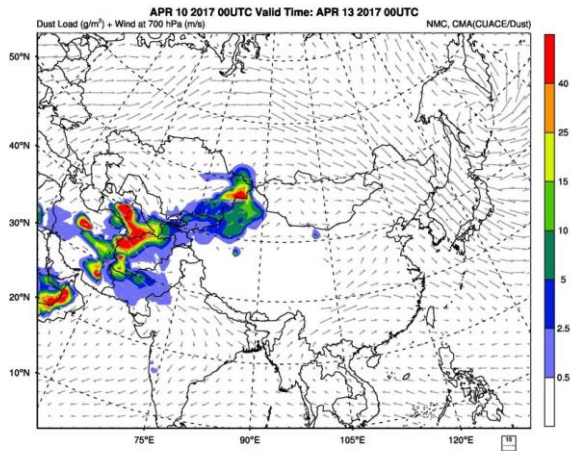 APR 10 2017 00UTC Valid Time: APR 13 2017 00UTC
Dust Load (g/m²) + Wind at 700 hPa (m/s) NMC, CMA(CUACE/Dust)
50°N
40°N
30°N
20°N
10°N
75°E 90°E 105°E 120°E
40
25
15
10
5
2.5
0.5